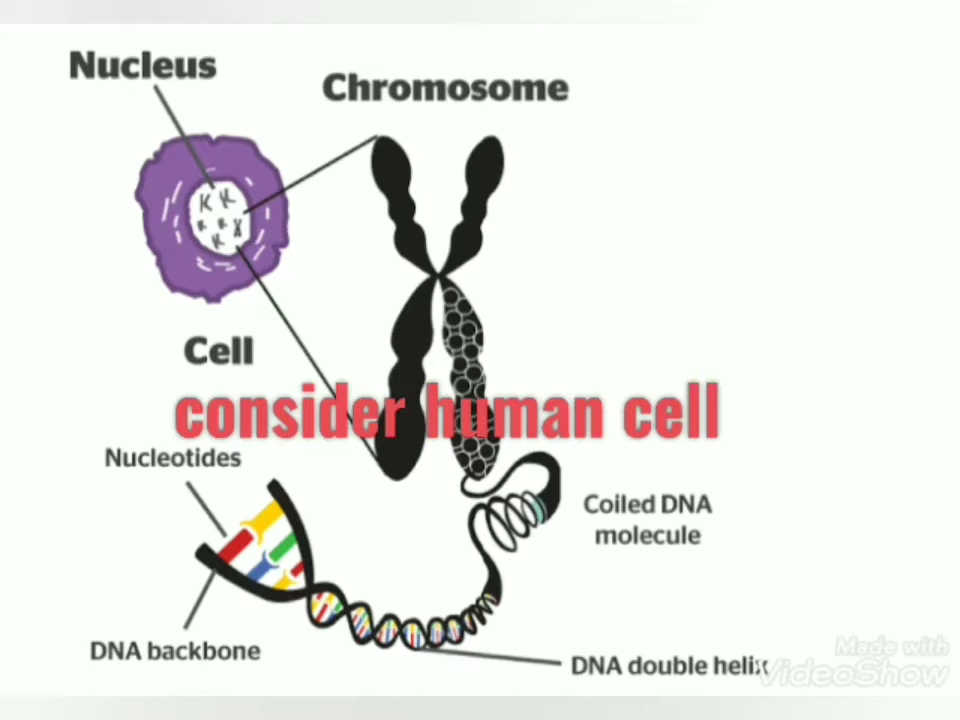 Nucleus
Chromosome
Cell
consider human cell
Nucleotides
Coiled DNA
molecule
DNA backbone
DNA double helix
Made with
VideoShow